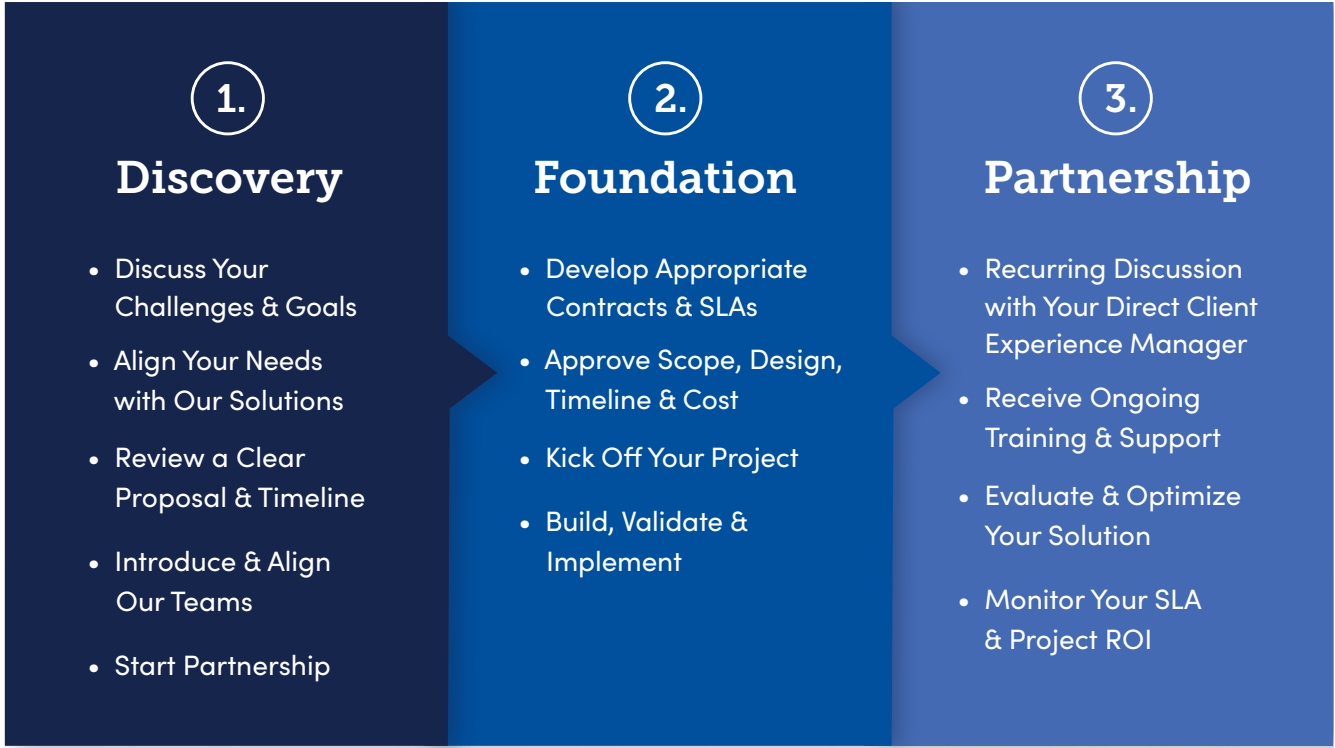 1.
Discovery
• Discuss Your
Challenges & Goals
• Align Your Needs
with Our Solutions
• Review a Clear
Proposal & Timeline
• Introduce & Align
Our Teams
• Start Partnership
2.
Foundation
• Develop Appropriate
Contracts & SLAs
• Approve Scope, Design,
Timeline & Cost
• Kick Off Your Project
• Build, Validate &
Implement
3.
Partnership
• Recurring Discussion
with Your Direct Client
Experience Manager
• Receive Ongoing
Training & Support
• Evaluate & Optimize
Your Solution
• Monitor Your SLA
& Project ROI